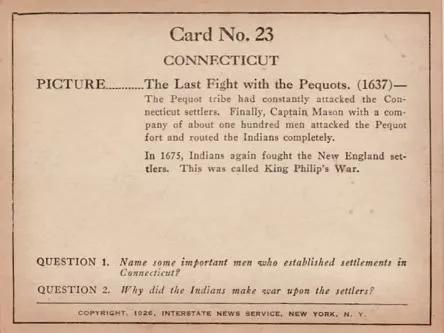 Card No. 23
CONNECTICUT
PICTURE............The Last Fight with the Pequots. (1637)—
The Pequot tribe had constantly attacked the Con-
necticut settlers. Finally, Captain Mason with a com-
pany of about one hundred men attacked the Pequot
fort and routed the Indians completely.
In 1675, Indians again fought the New England set-
tlers. This was called King Philip's War.
QUESTION 1. Name some important men who established settlements in
Connecticut?
QUESTION 2. Why did the Indians make war upon the settlers?
COPYRIGHT, 1926, INTERSTATE NEWS SERVICE, NEW YORK, N. Y.